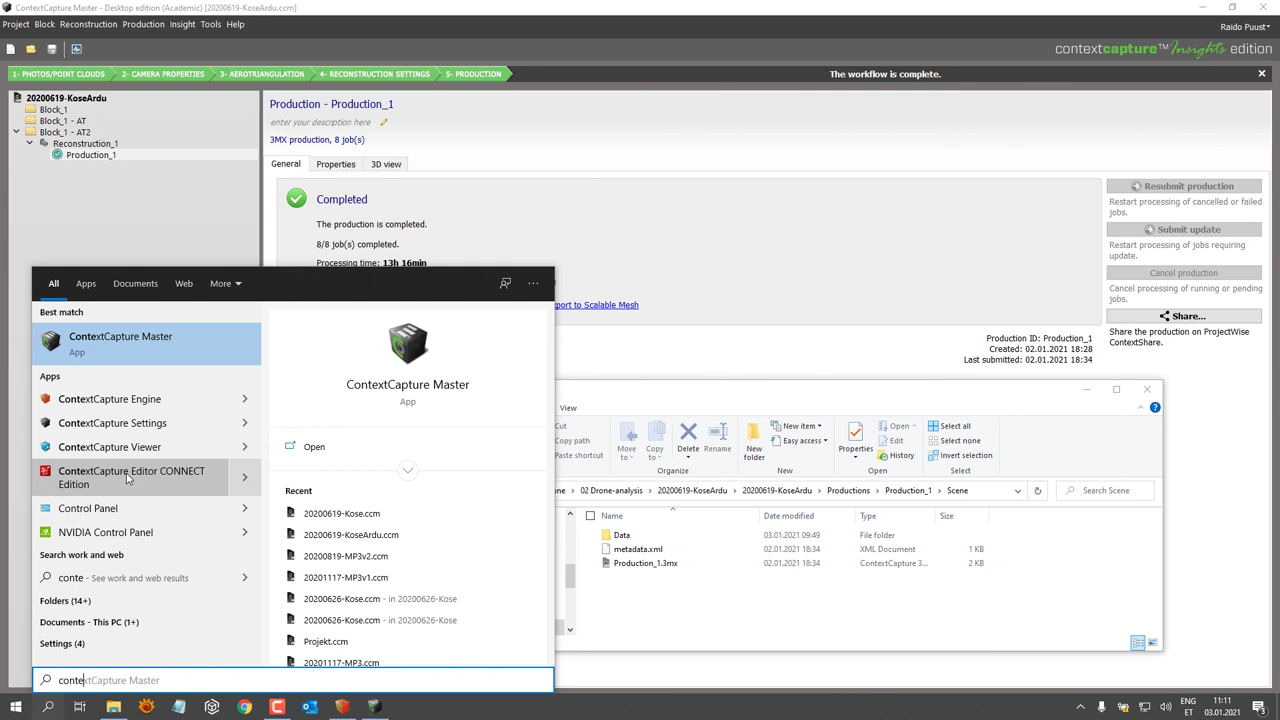 ContextCapture Master - Desktop edition (Academic) [20200619-KoseArdu.ccm]
Project Block Reconstruction Production Insight Tools Help
Raido Puust
contextcapture™ Insights edition
1- PHOTOS/POINT CLOUDS 2- CAMERA PROPERTIES 3- AEROTRIANGULATION 4- RECONSTRUCTION SETTINGS 5- PRODUCTION The workflow is complete.
20200619-KoseArdu
Block_1
Block_1 - AT
Block_1 - AT2
Reconstruction_1
Production_1
Production - Production_1
enter your description here
3MX production, 8 job(s)
General Properties 3D view
Completed
The production is completed.
8/8 job(s) completed.
Processing time: 13h 16min
xport to Scalable Mesh
Resubmit production
Restart processing of cancelled or failed
jobs.
Submit update
Restart processing of jobs requiring
update.
Cancel production
Cancel processing of running or pending
jobs.
Share...
Share the production on ProjectWise
ContextShare.
Production ID: Production_1
Created: 02.01.2021 18:28
Last submitted: 02.01.2021 18:34
All Apps Documents Web More
Best match
ContextCapture Master
App
Apps
ContextCapture Engine
ContextCapture Settings
ContextCapture Viewer
ContextCapture Editor CONNECT
Edition
Control Panel
NVIDIA Control Panel
Search work and web
conte - See work and web results
Folders (14+)
Documents - This PC (1+)
Settings (4)
contextCapture Master
ContextCapture Master
App
Open
Recent
20200619-Kose.ccm
20200619-KoseArdu.ccm
20200819-MP3v2.ccm
20201117-MP3v1.ccm
20200626-Kose.ccm - in 20200626-Kose
20200626-Kose.ccm - in 20200626-Kose
Projekt.ccm
20201117-MP3.ccm
View
Cut
Copy path
Paste shortcut
Move to Copy to Delete Rename
Organize
New folder
New item
Easy access
New
Properties
Open
Edit
History
Open
Select all
Select none
Invert selection
Select
ne › 02 Drone-analysis › 20200619-KoseArdu › 20200619-KoseArdu › Productions › Production_1 › Scene
Search Scene
Name Date modified Type Size
Data 03.01.2021 09:49 File folder
metadata.xml 02.01.2021 18:34 XML Document 1 KB
Production_1.3mx 02.01.2021 18:34 ContextCapture 3... 2 KB
ENG
ET
11:11
03.01.2021
3